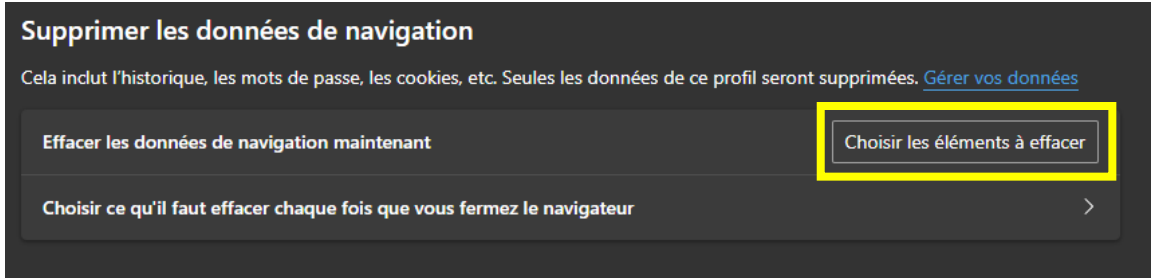 Supprimer les données de navigation
Cela inclut l’historique, les mots de passe, les cookies, etc. Seules les données de ce profil seront supprimées. Gérer vos données
Effacer les données de navigation maintenant
Choisir les éléments à effacer
Choisir ce qu'il faut effacer chaque fois que vous fermez le navigateur